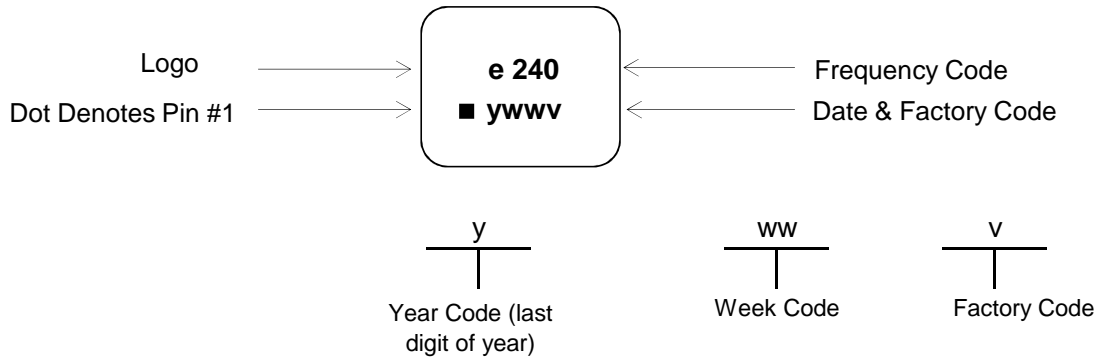 Logo
e 240
Frequency Code
Dot Denotes Pin #1
■ ywwv
Date & Factory Code
y
ww
v
Year Code (last
digit of year)
Week Code
Factory Code